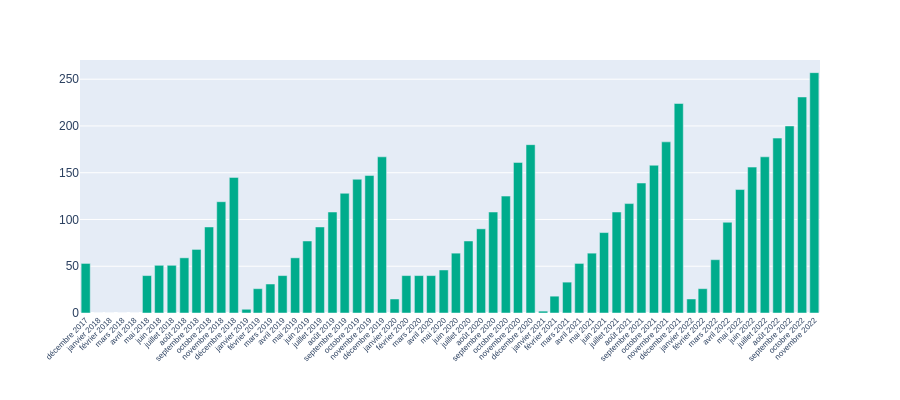 250
200
150
100
50
0
décembre 2017
janvier 2018
février 2018
mars 2018
avril 2018
mai 2018
juin 2018
juillet 2018
août 2018
septembre 2018
octobre 2018
novembre 2018
décembre 2018
janvier 2019
février 2019
mars 2019
avril 2019
mai 2019
juin 2019
juillet 2019
août 2019
septembre 2019
octobre 2019
novembre 2019
décembre 2019
janvier 2020
février 2020
mars 2020
avril 2020
mai 2020
juin 2020
juillet 2020
août 2020
septembre 2020
octobre 2020
novembre 2020
décembre 2020
janvier 2021
février 2021
mars 2021
avril 2021
mai 2021
juin 2021
juillet 2021
août 2021
septembre 2021
octobre 2021
novembre 2021
décembre 2021
janvier 2022
février 2022
mars 2022
avril 2022
mai 2022
juin 2022
juillet 2022
août 2022
septembre 2022
octobre 2022
novembre 2022